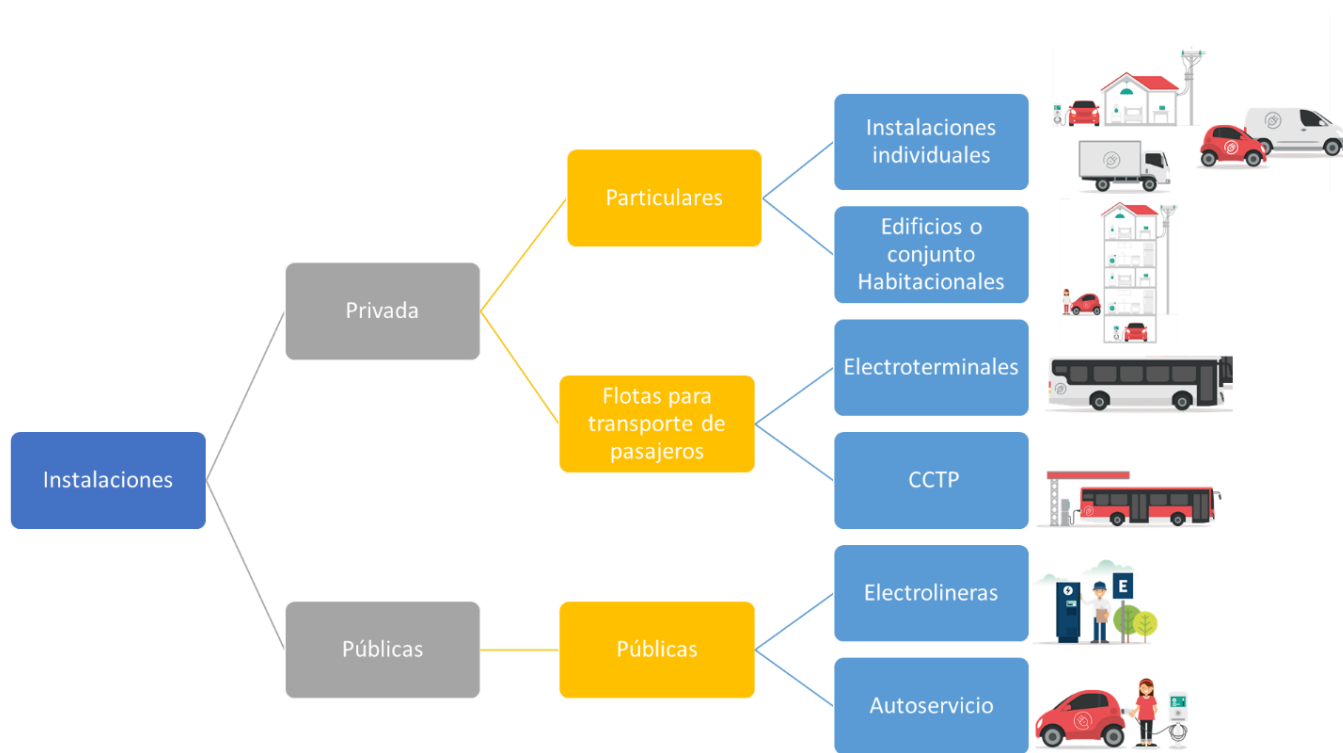 Instalaciones
Privada
Públicas
Particulares
Flotas para
transporte de
pasajeros
Públicas
Instalaciones
individuales
Edificios o
conjunto
Habitacionales
Electroterminales
CCTP
Electrolineras
Autoservicio
E